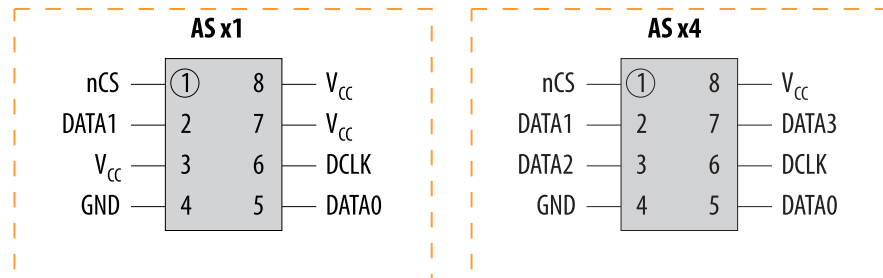 AS x1
nCS 1 8 VCC
DATA1 2 7 VCC
VCC 3 6 DCLK
GND 4 5 DATA0
AS x4
nCS 1 8 VCC
DATA1 2 7 DATA3
DATA2 3 6 DCLK
GND 4 5 DATA0